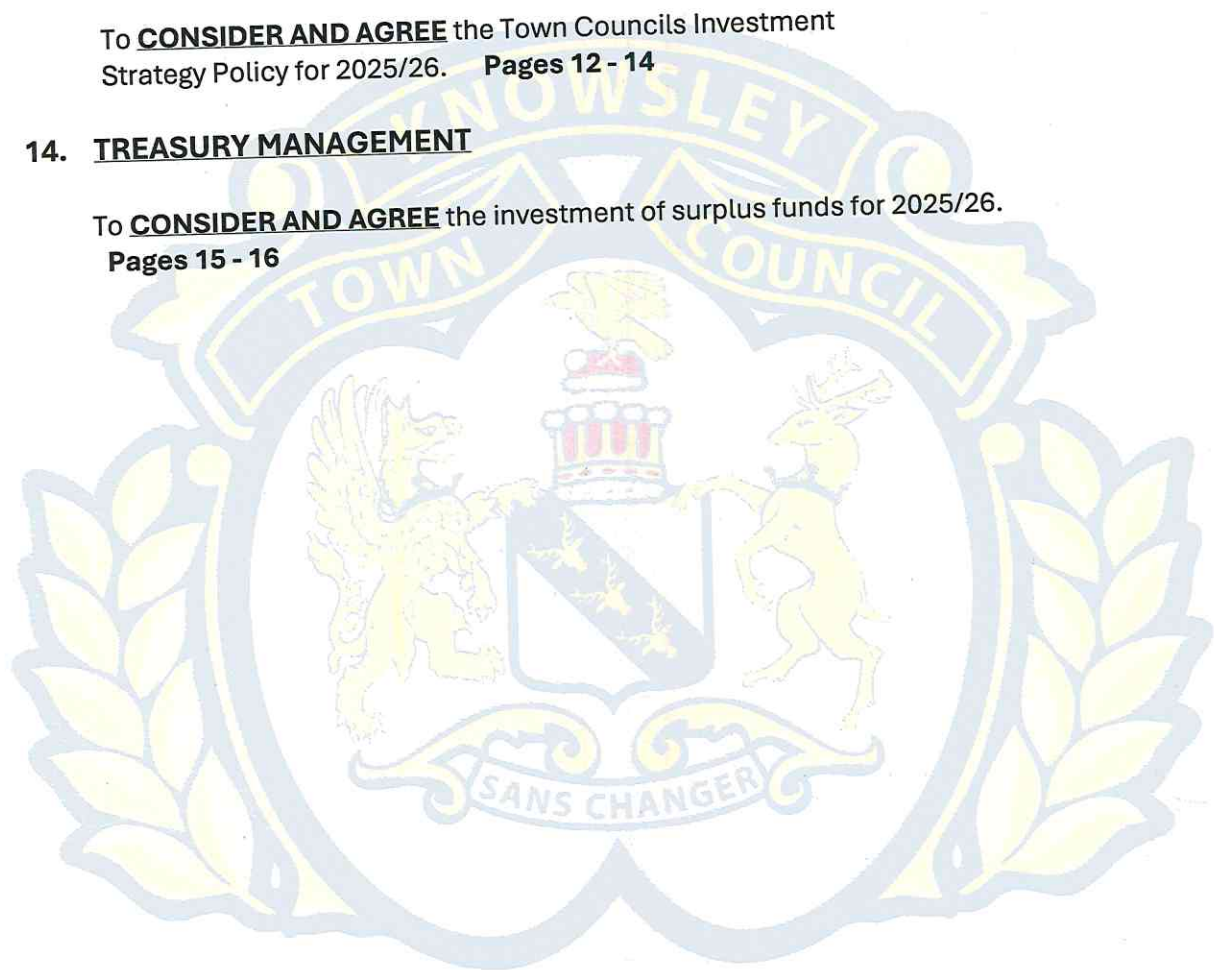 To CONSIDER AND AGREE the Town Councils Investment
Strategy Policy for 2025/26. Pages 12 - 14
KNOWSLEY
14. TREASURY MANAGEMENT
To CONSIDER AND AGREE the investment of surplus funds for 2025/26.
Pages 15 - 16
TOWN COUNCIL
SANS CHANGER